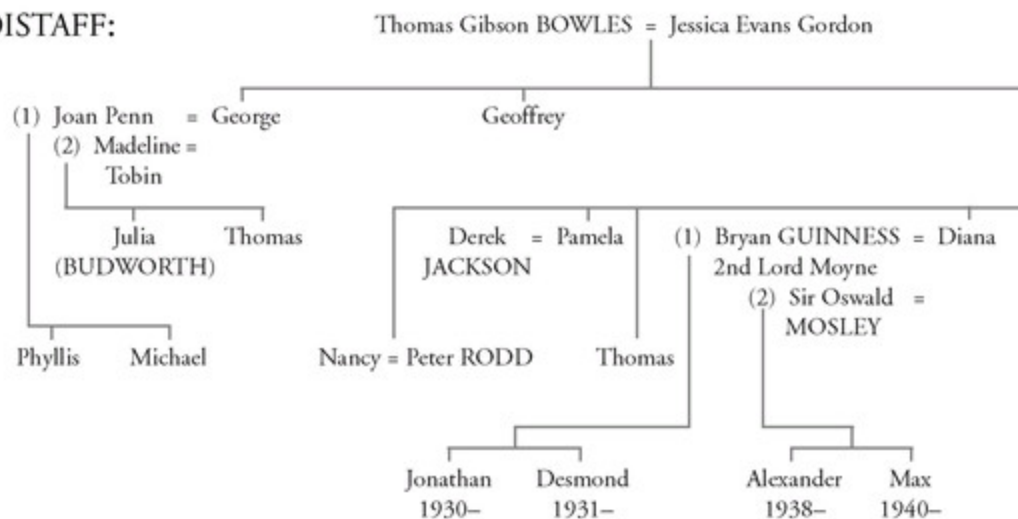 DISTAFF:
Thomas Gibson BOWLES = Jessica Evans Gordon
(1) Joan Penn = George
Geoffrey
(2) Madeline =
Tobin
Julia
(BUDWORTH)
Thomas
Derek = Pamela
JACKSON
(1) Bryan GUINNESS = Diana
2nd Lord Moyne
(2) Sir Oswald =
MOSLEY
Phyllis
Michael
Nancy = Peter RODD
Thomas
Jonathan
1930–
Desmond
1931–
Alexander
1938–
Max
1940–